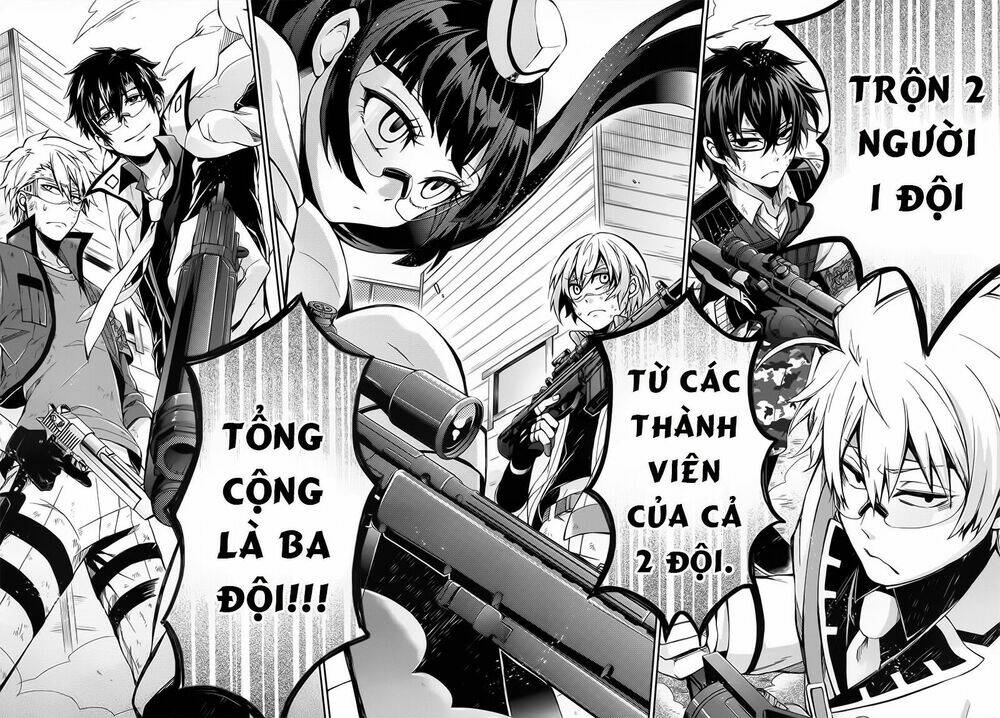 TRỘN 2
NGƯỜI
1 ĐỘI
TỪ CÁC
THÀNH
VIÊN
CỦA CẢ
2 ĐỘI.
TỔNG
CỘNG
LÀ BA
ĐỘI!!!